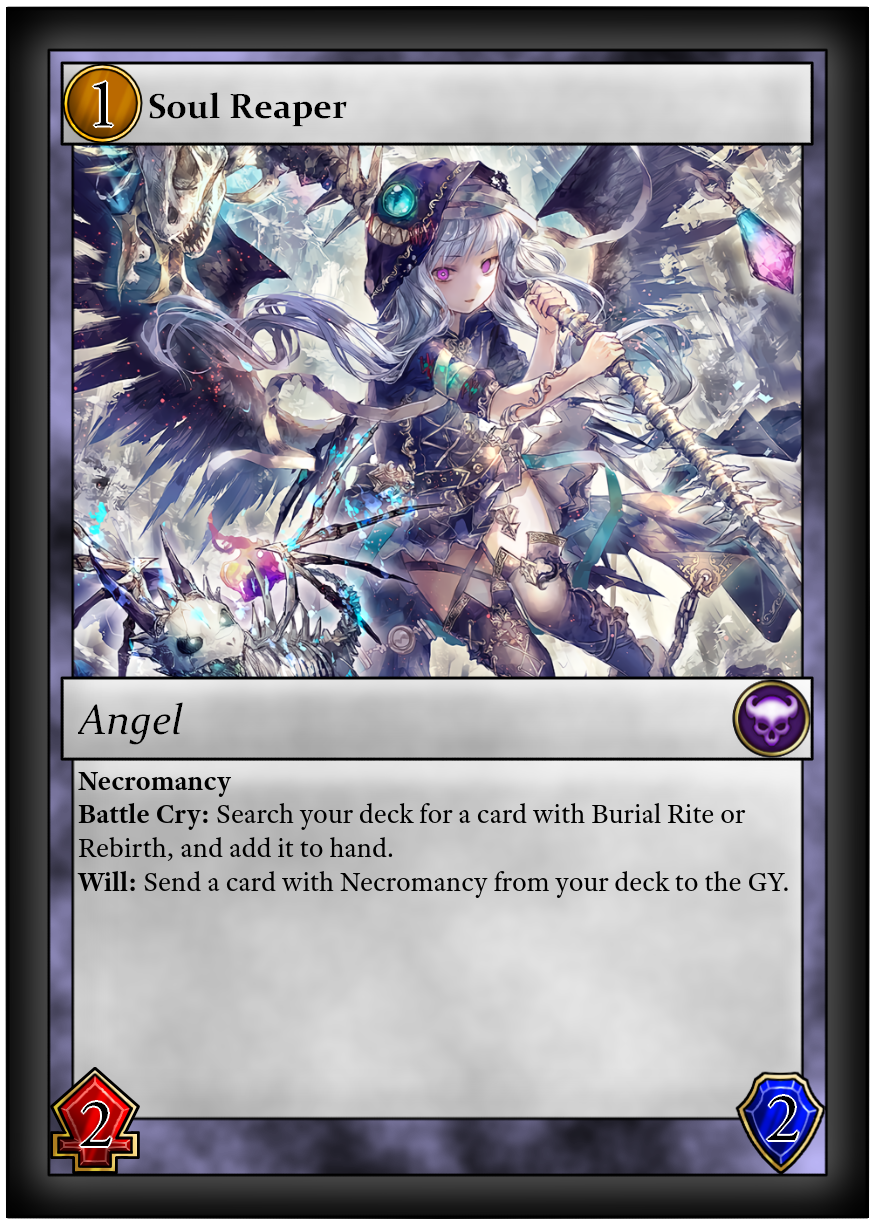 1
Soul Reaper
Angel
Necromancy
Battle Cry: Search your deck for a card with Burial Rite or
Rebirth, and add it to hand.
Will: Send a card with Necromancy from your deck to the GY.
2
2